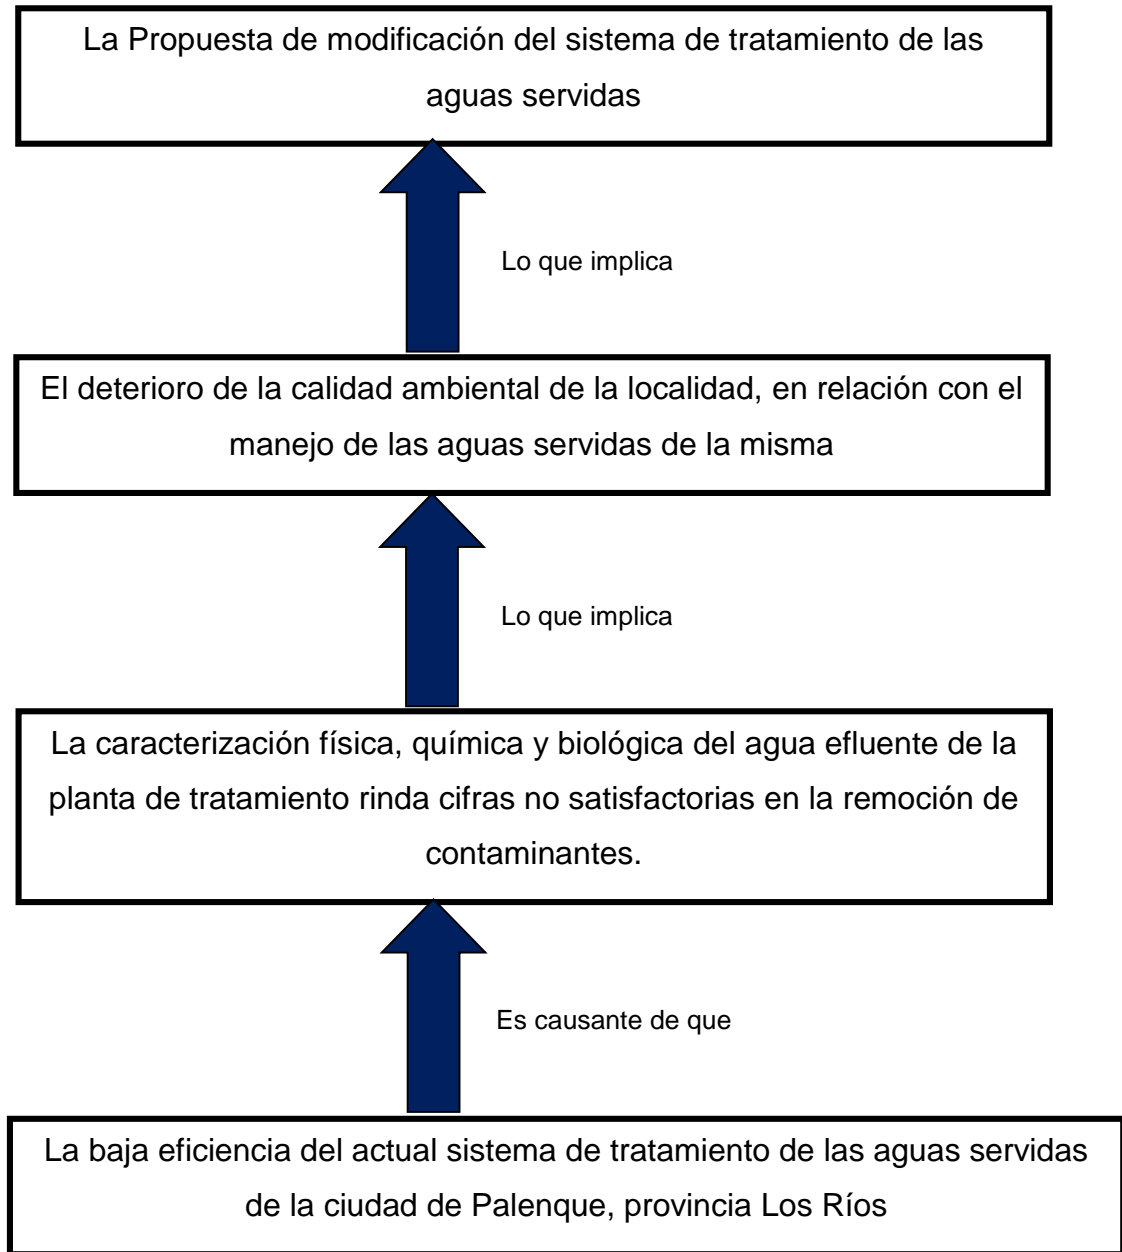 La Propuesta de modificación del sistema de tratamiento de las
aguas servidas
Lo que implica
El deterioro de la calidad ambiental de la localidad, en relación con el
manejo de las aguas servidas de la misma
Lo que implica
La caracterización física, química y biológica del agua efluente de la
planta de tratamiento rinda cifras no satisfactorias en la remoción de
contaminantes.
Es causante de que
La baja eficiencia del actual sistema de tratamiento de las aguas servidas
de la ciudad de Palenque, provincia Los Ríos